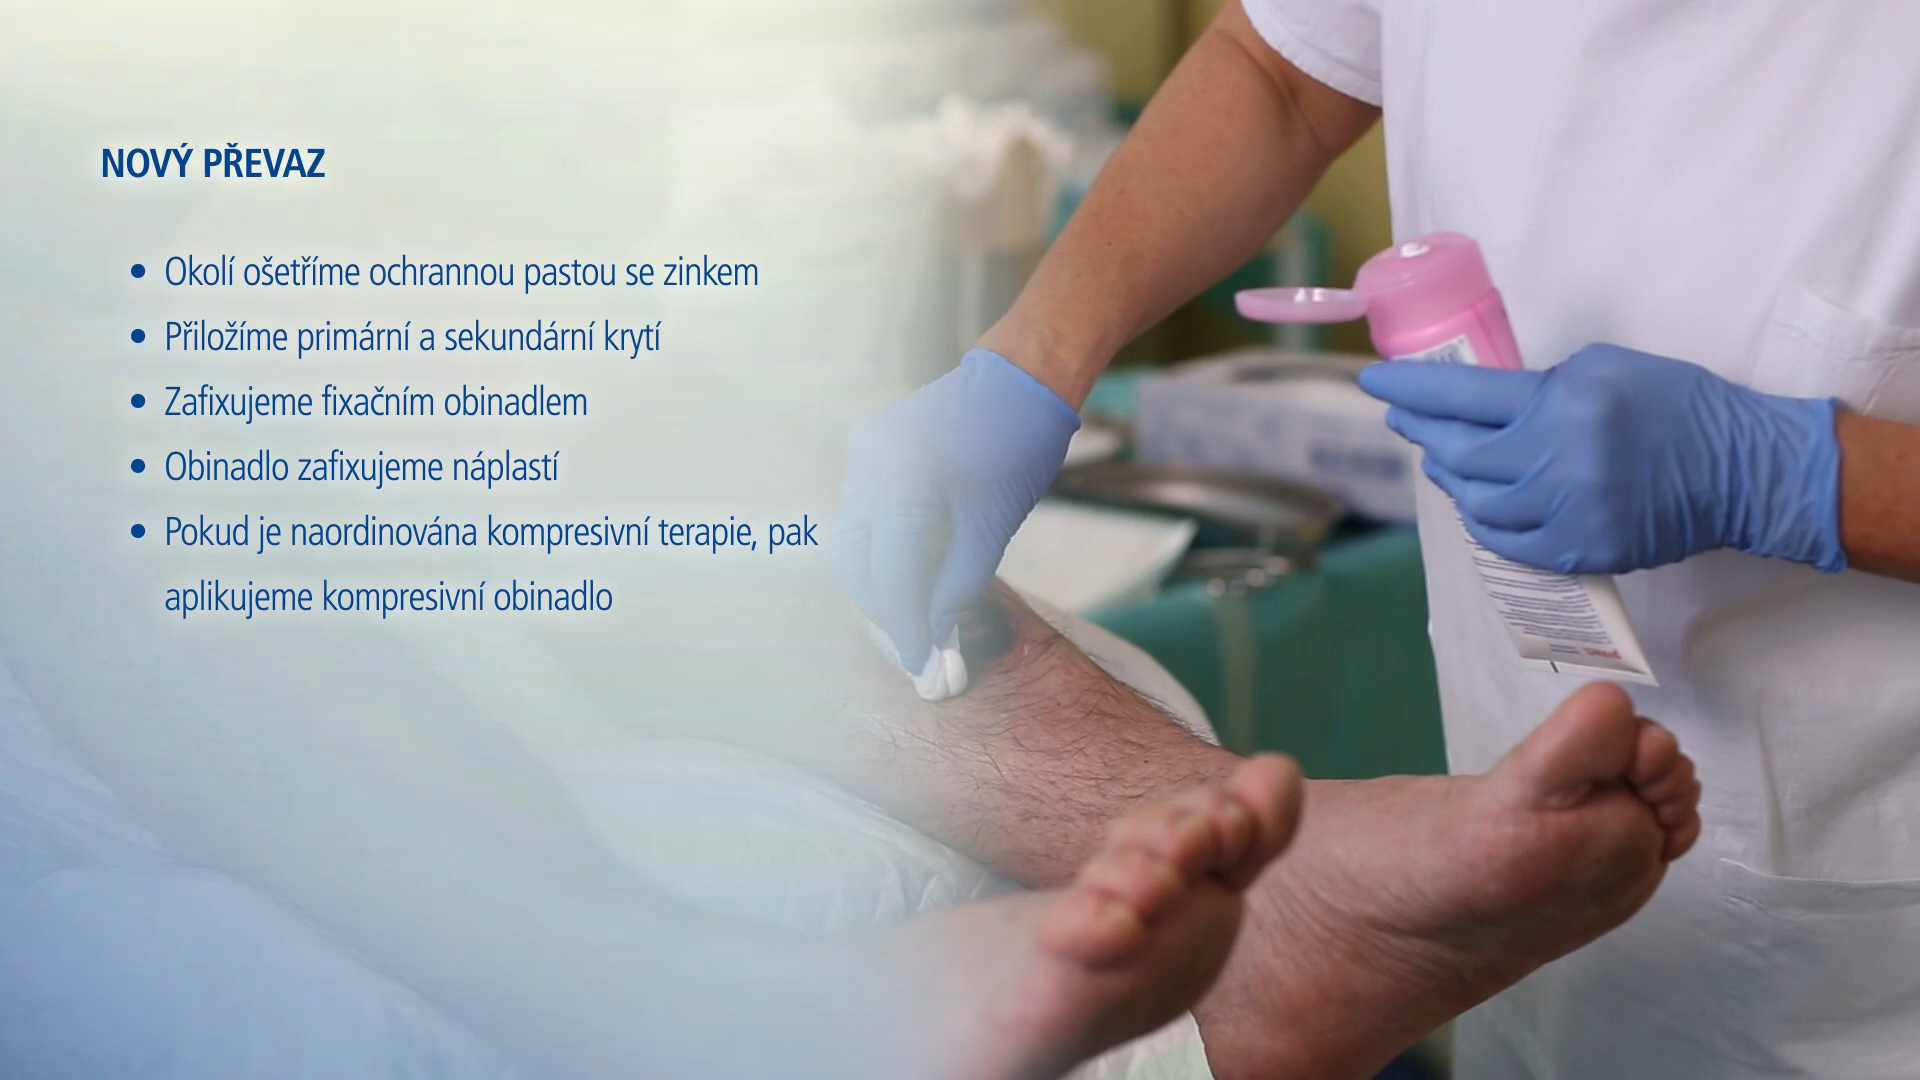 NOVÝ PŘEVAZ
• Okolí ošetříme ochrannou pastou se zinkem
• Přiložíme primární a sekundární krytí
• Zafixujeme fixačním obinadlem
• Obinadlo zafixujeme náplastí
• Pokud je naordinována kompresivní terapie, pak
aplikujeme kompresivní obinadlo